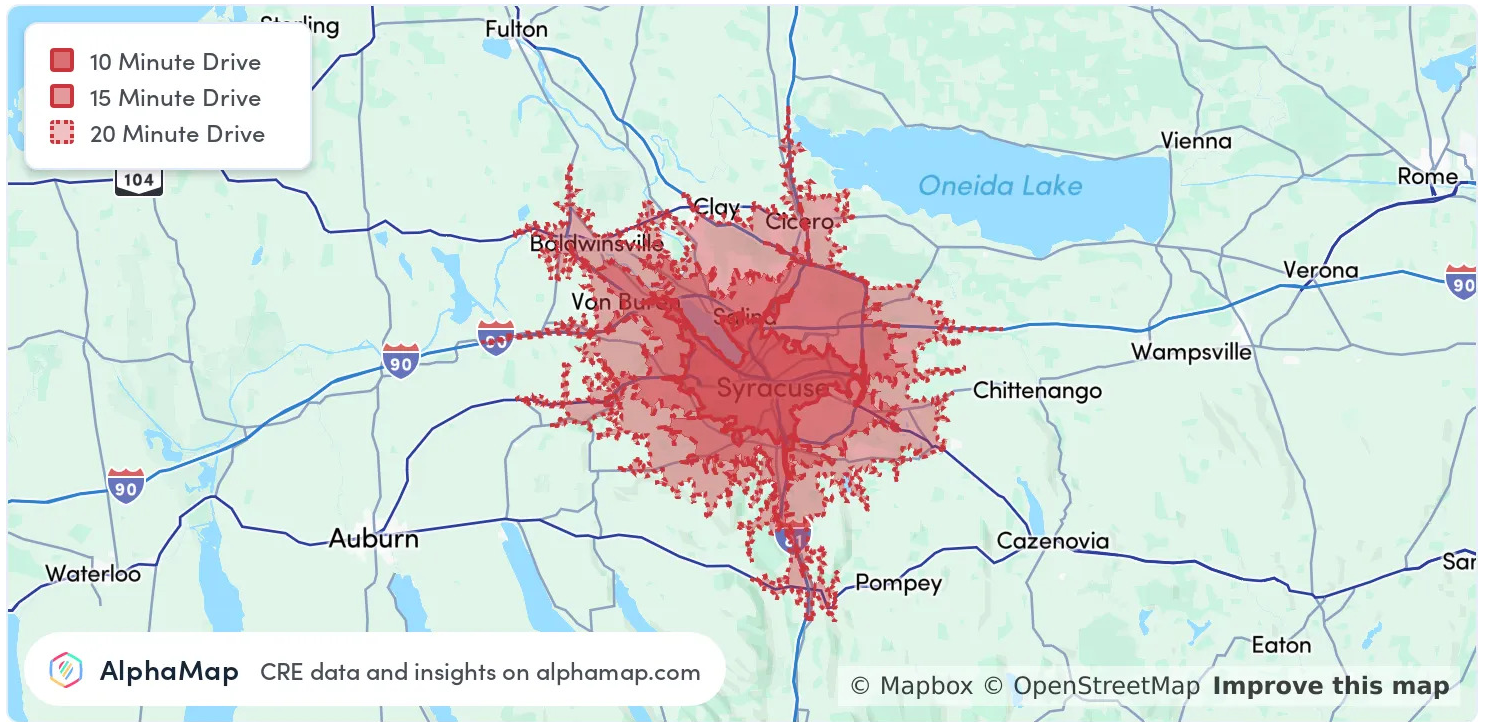 Sterling
Fulton
10 Minute Drive
15 Minute Drive
20 Minute Drive
104
Vienna
Rome
Oneida Lake
Clay
Cicero
Baldwinsville
Verona
90
Van Buren
Salina
90
90
Wampsville
Syracuse
Chittenango
90
Auburn
Cazenovia
Waterloo
Pompey
Eaton
AlphaMap CRE data and insights on alphamap.com
© Mapbox © OpenStreetMap Improve this map